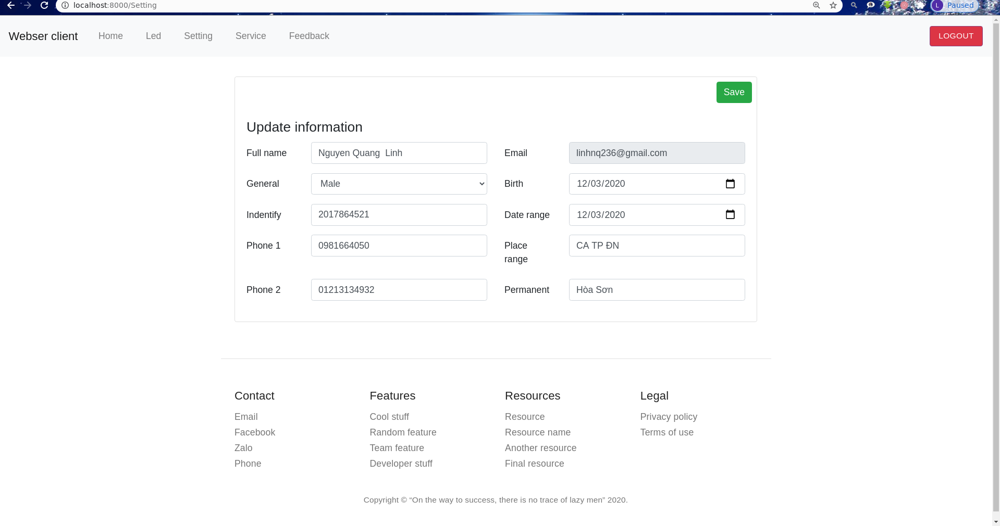 localhost:8000/Setting
L Paused
Webser client Home Led Setting Service Feedback LOGOUT
Save
Update information
Full name Nguyen Quang  Linh Email linhnq236@gmail.com
General Male Birth 12/03/2020
Indentify 2017864521 Date range 12/03/2020
Phone 1 0981664050 Place range CA TP ĐN
Phone 2 01213134932 Permanent Hòa Sơn
Contact Features Resources Legal
Email Cool stuff Resource Privacy policy
Facebook Random feature Resource name Terms of use
Zalo Team feature Another resource
Phone Developer stuff Final resource
Copyright © “On the way to success, there is no trace of lazy men” 2020.